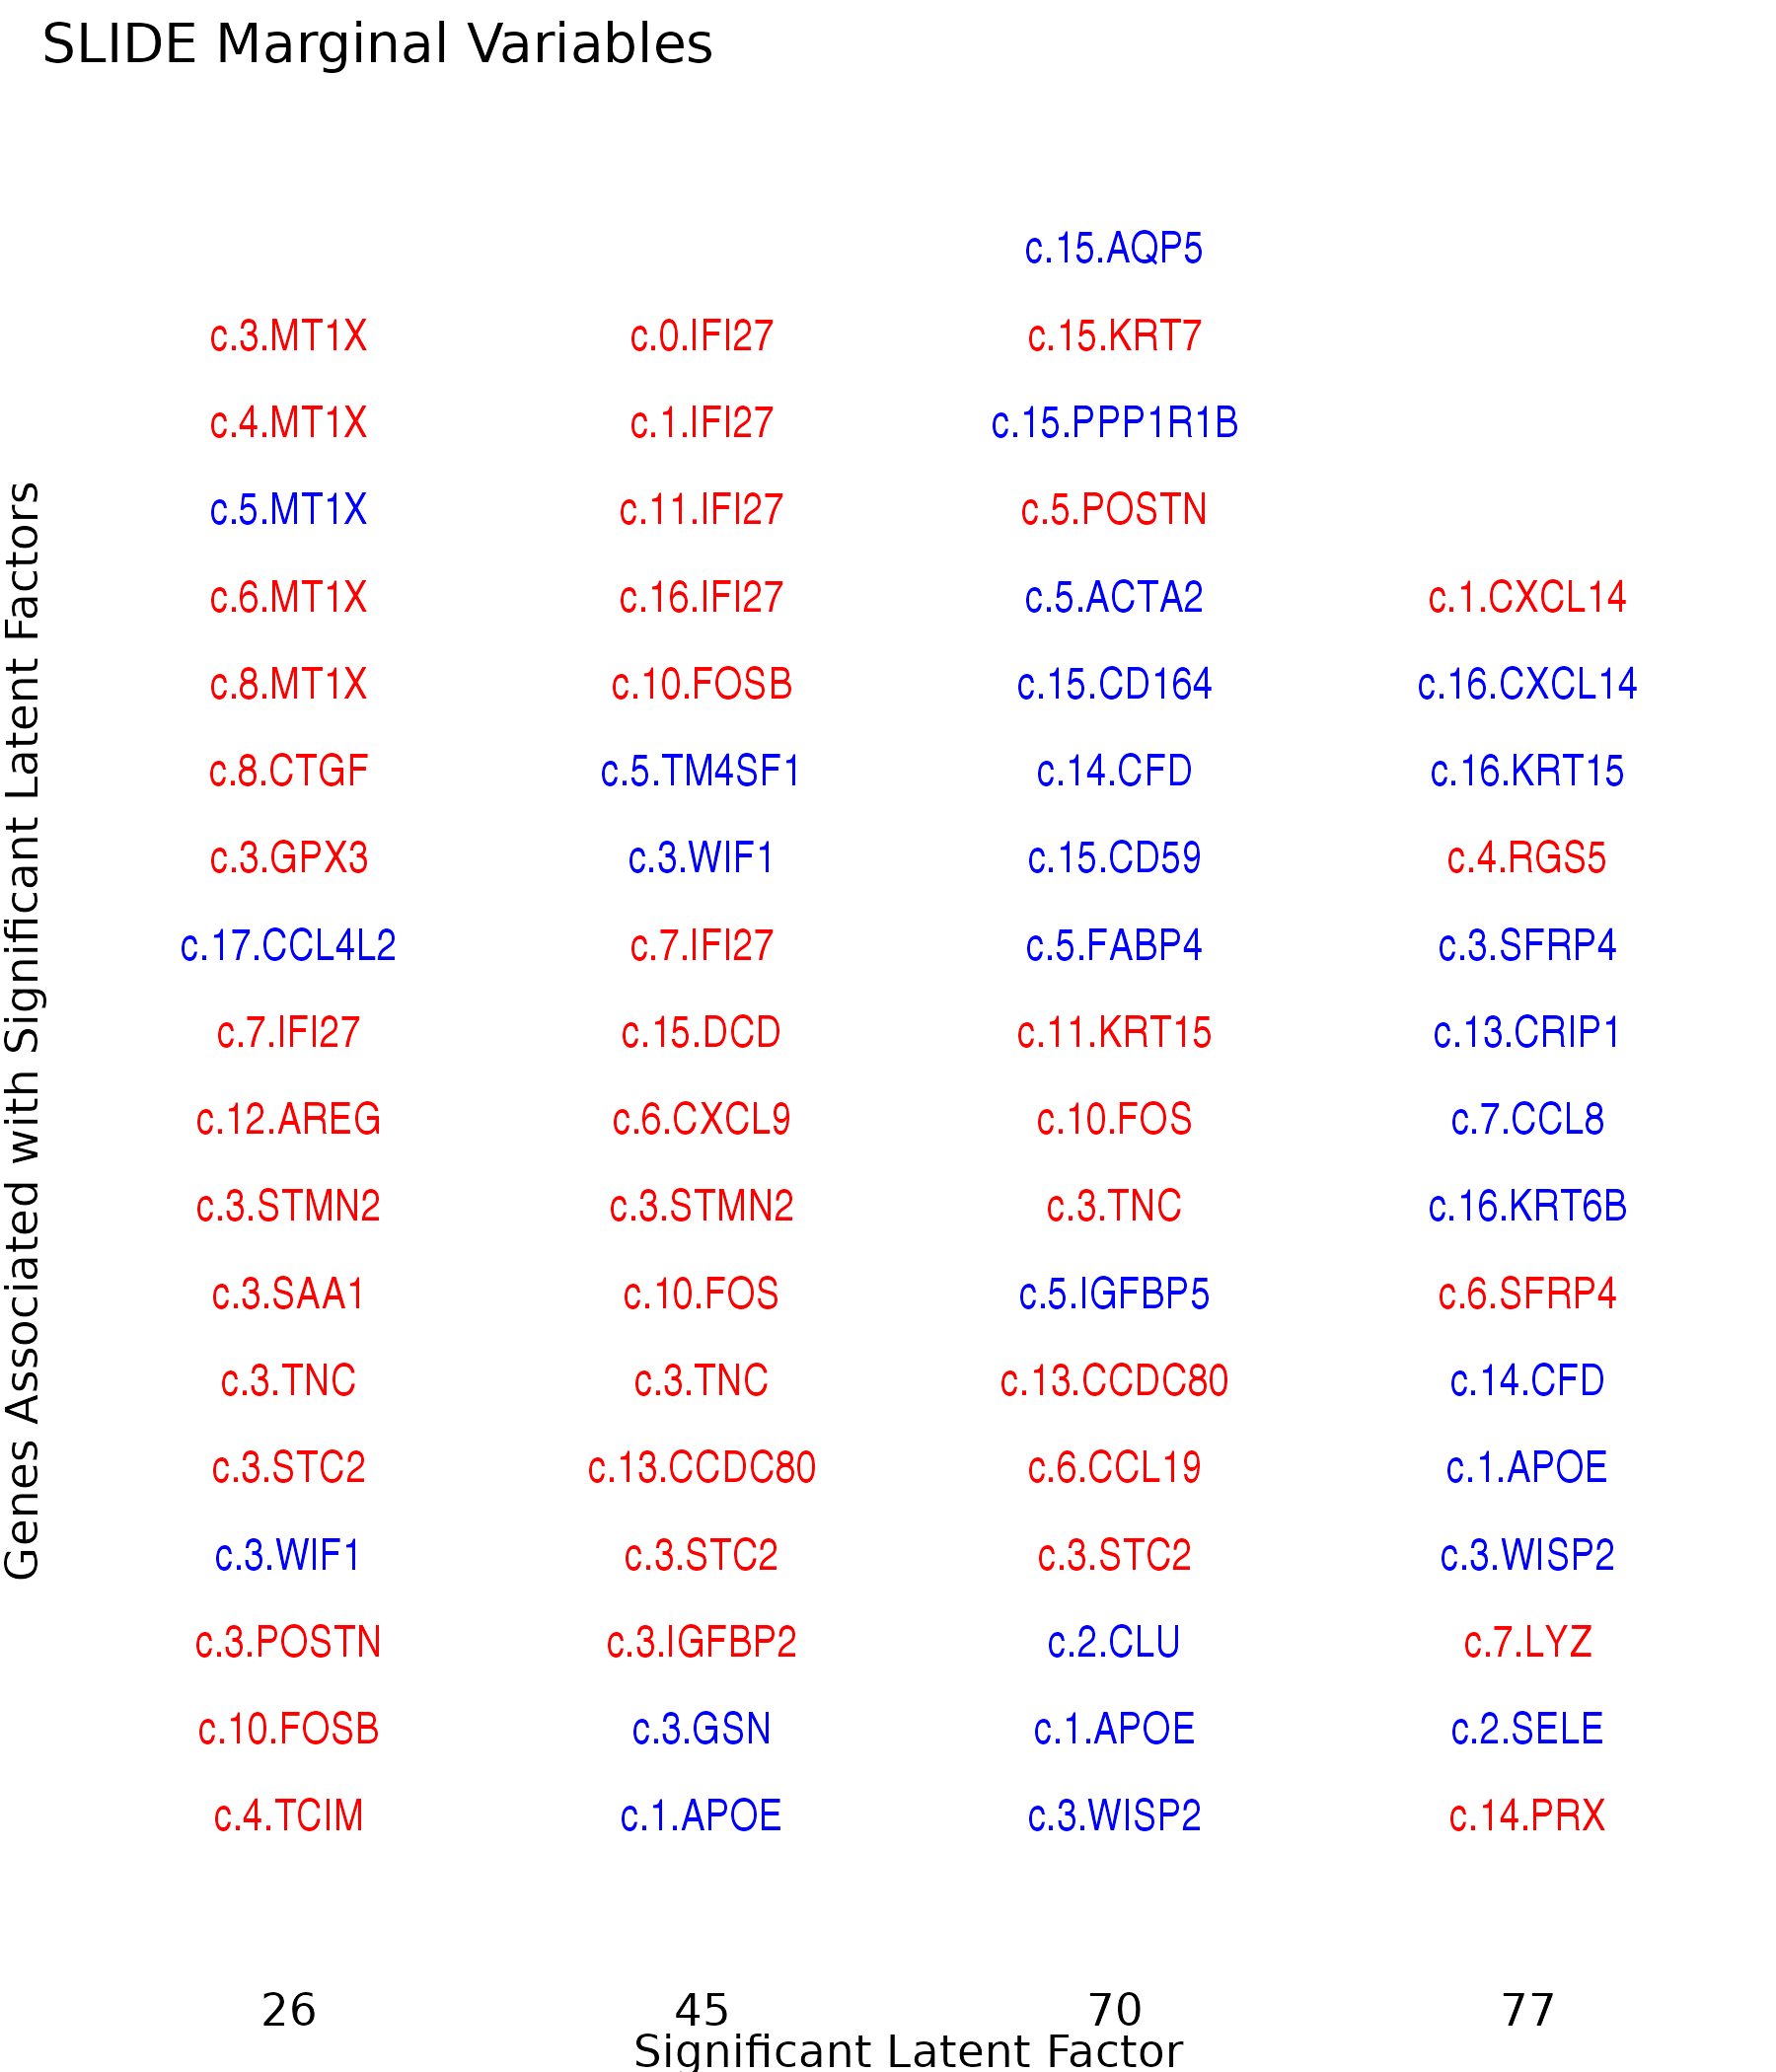 SLIDE Marginal Variables
Genes Associated with Significant Latent Factors
c.15.AQP5
c.3.MT1X c.0.IFI27 c.15.KRT7
c.4.MT1X c.1.IFI27 c.15.PPP1R1B
c.5.MT1X c.11.IFI27 c.5.POSTN
c.6.MT1X c.16.IFI27 c.5.ACTA2 c.1.CXCL14
c.8.MT1X c.10.FOSB c.15.CD164 c.16.CXCL14
c.8.CTGF c.5.TM4SF1 c.14.CFD c.16.KRT15
c.3.GPX3 c.3.WIF1 c.15.CD59 c.4.RGS5
c.17.CCL4L2 c.7.IFI27 c.5.FABP4 c.3.SFRP4
c.7.IFI27 c.15.DCD c.11.KRT15 c.13.CRIP1
c.12.AREG c.6.CXCL9 c.10.FOS c.7.CCL8
c.3.STMN2 c.3.STMN2 c.3.TNC c.16.KRT6B
c.3.SAA1 c.10.FOS c.5.IGFBP5 c.6.SFRP4
c.3.TNC c.3.TNC c.13.CCDC80 c.14.CFD
c.3.STC2 c.13.CCDC80 c.6.CCL19 c.1.APOE
c.3.WIF1 c.3.STC2 c.3.STC2 c.3.WISP2
c.3.POSTN c.3.IGFBP2 c.2.CLU c.7.LYZ
c.10.FOSB c.3.GSN c.1.APOE c.2.SELE
c.4.TCIM c.1.APOE c.3.WISP2 c.14.PRX
26 45 70 77
Significant Latent Factor